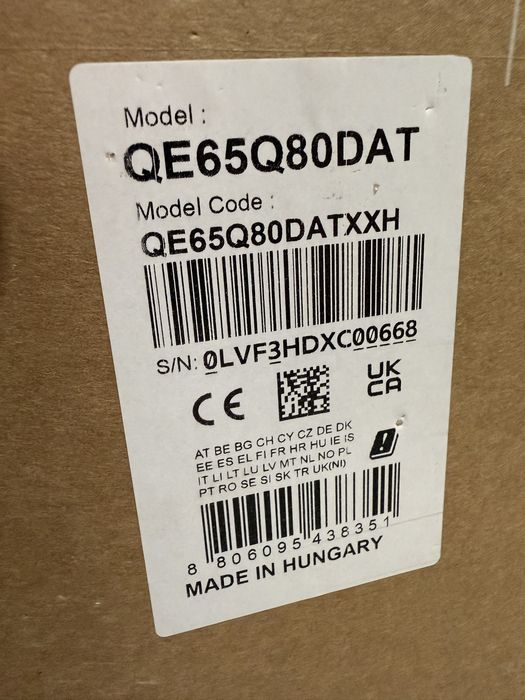 Model :
QE65Q80DAT
Model Code :
QE65Q80DATXXH
S/N: 0LVF3HDXC00668
CE
UK
CA
AT BE BG CH CY CZ DE DK
EE ES EL FI FR HR HU IE IS
IT LI LT LU LV MT NL NO PL
PT RO SE SI SK TR UK(NI)
8 806095 438351
MADE IN HUNGARY